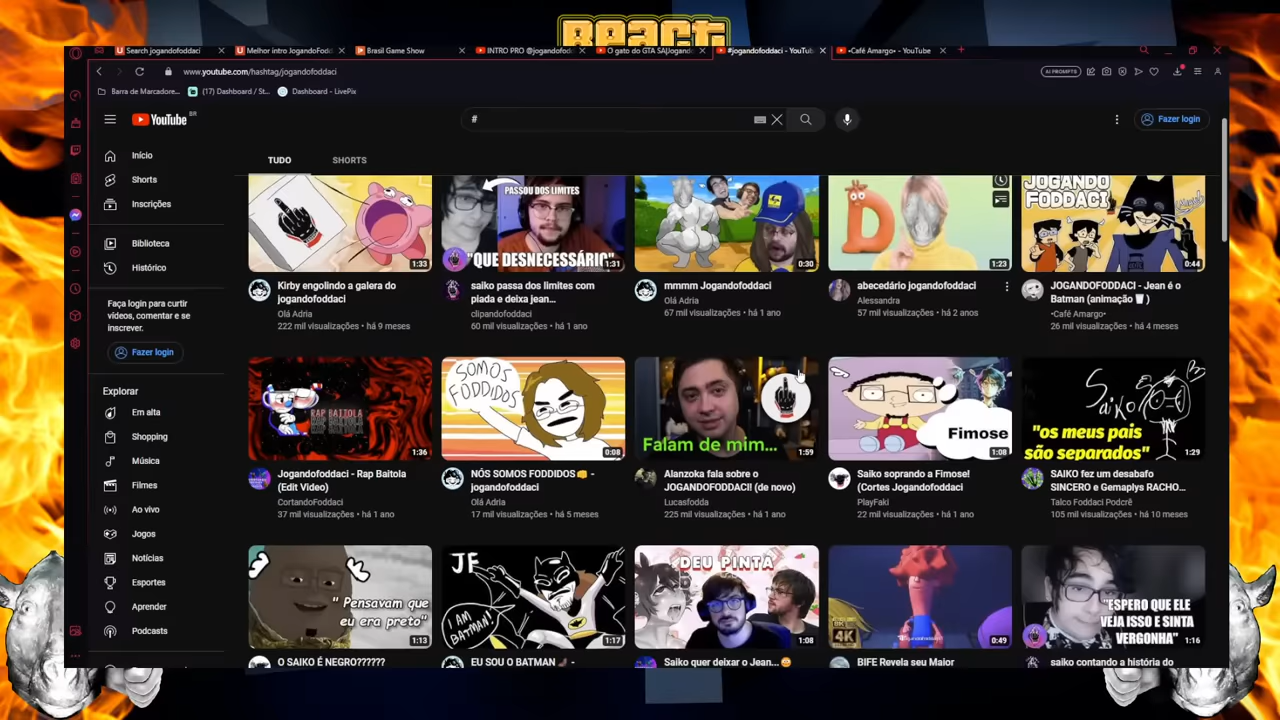 React
Search jogandofoddaci
Melhor intro JogandoFodd
Brasil Game Show
INTRO PRO @jogandofod
O gato do GTA SA|Jogand
#jogandofoddaci - YouTub
•Café Amargo• - YouTube
www.youtube.com/hashtag/jogandofoddaci
AI PROMPTS
Barra de Marcadore...
(17) Dashboard / St...
Dashboard - LivePix
YouTube BR
#
Fazer login
TUDO
SHORTS
Início
Shorts
Inscrições
Biblioteca
Histórico
Faça login para curtir
vídeos, comentar e se
inscrever.
Fazer login
Explorar
Em alta
Shopping
Música
Filmes
Ao vivo
Jogos
Notícias
Esportes
Aprender
Podcasts
1:33
Kirby engolindo a galera do
jogandofoddaci
Olá Adria
222 mil visualizações • há 9 meses
PASSOU DOS LIMITES
"QUE DESNECESSÁRIO"
1:31
saiko passa dos limites com
piada e deixa jean...
clipandofoddaci
60 mil visualizações • há 1 ano
0:30
mmmm Jogandofoddaci
Olá Adria
67 mil visualizações • há 1 ano
D
1:23
abecedário jogandofoddaci
Alessandra
57 mil visualizações • há 2 anos
JOGANDO
FODDACI
0:44
JOGANDOFODDACI - Jean é o
Batman (animação )
•Café Amargo•
26 mil visualizações • há 4 meses
RAP BAITOLA
1:36
Jogandofoddaci - Rap Baitola
(Edit Video)
CortandoFoddaci
37 mil visualizações • há 1 ano
SOMOS
FODDIDOS
0:08
NÓS SOMOS FODDIDOS👊 -
jogandofoddaci
Olá Adria
17 mil visualizações • há 5 meses
Falam de mim...
1:59
Alanzoka fala sobre o
JOGANDOFODDACI! (de novo)
Lucasfodda
225 mil visualizações • há 1 ano
Fimose
1:08
Saiko soprando a Fimose!
(Cortes Jogandofoddaci
PlayFaki
22 mil visualizações • há 1 ano
Saiko
"os meus pais
são separados"
1:29
SAIKO fez um desabafo
SINCERO e Gemaplys RACHO...
Talco Foddaci Podcrê
105 mil visualizações • há 10 meses
" Pensavam que
eu era preto"
1:13
O SAIKO É NEGRO??????
JF
I AM
BATMAN!
1:17
EU SOU O BATMAN 🦇 -
DEU PINTA
1:08
Saiko quer deixar o Jean...
4K
0:49
BIFE Revela seu Maior
"ESPERO QUE ELE
VEJA ISSO E SINTA
VERGONHA"
1:16
saiko contando a história do